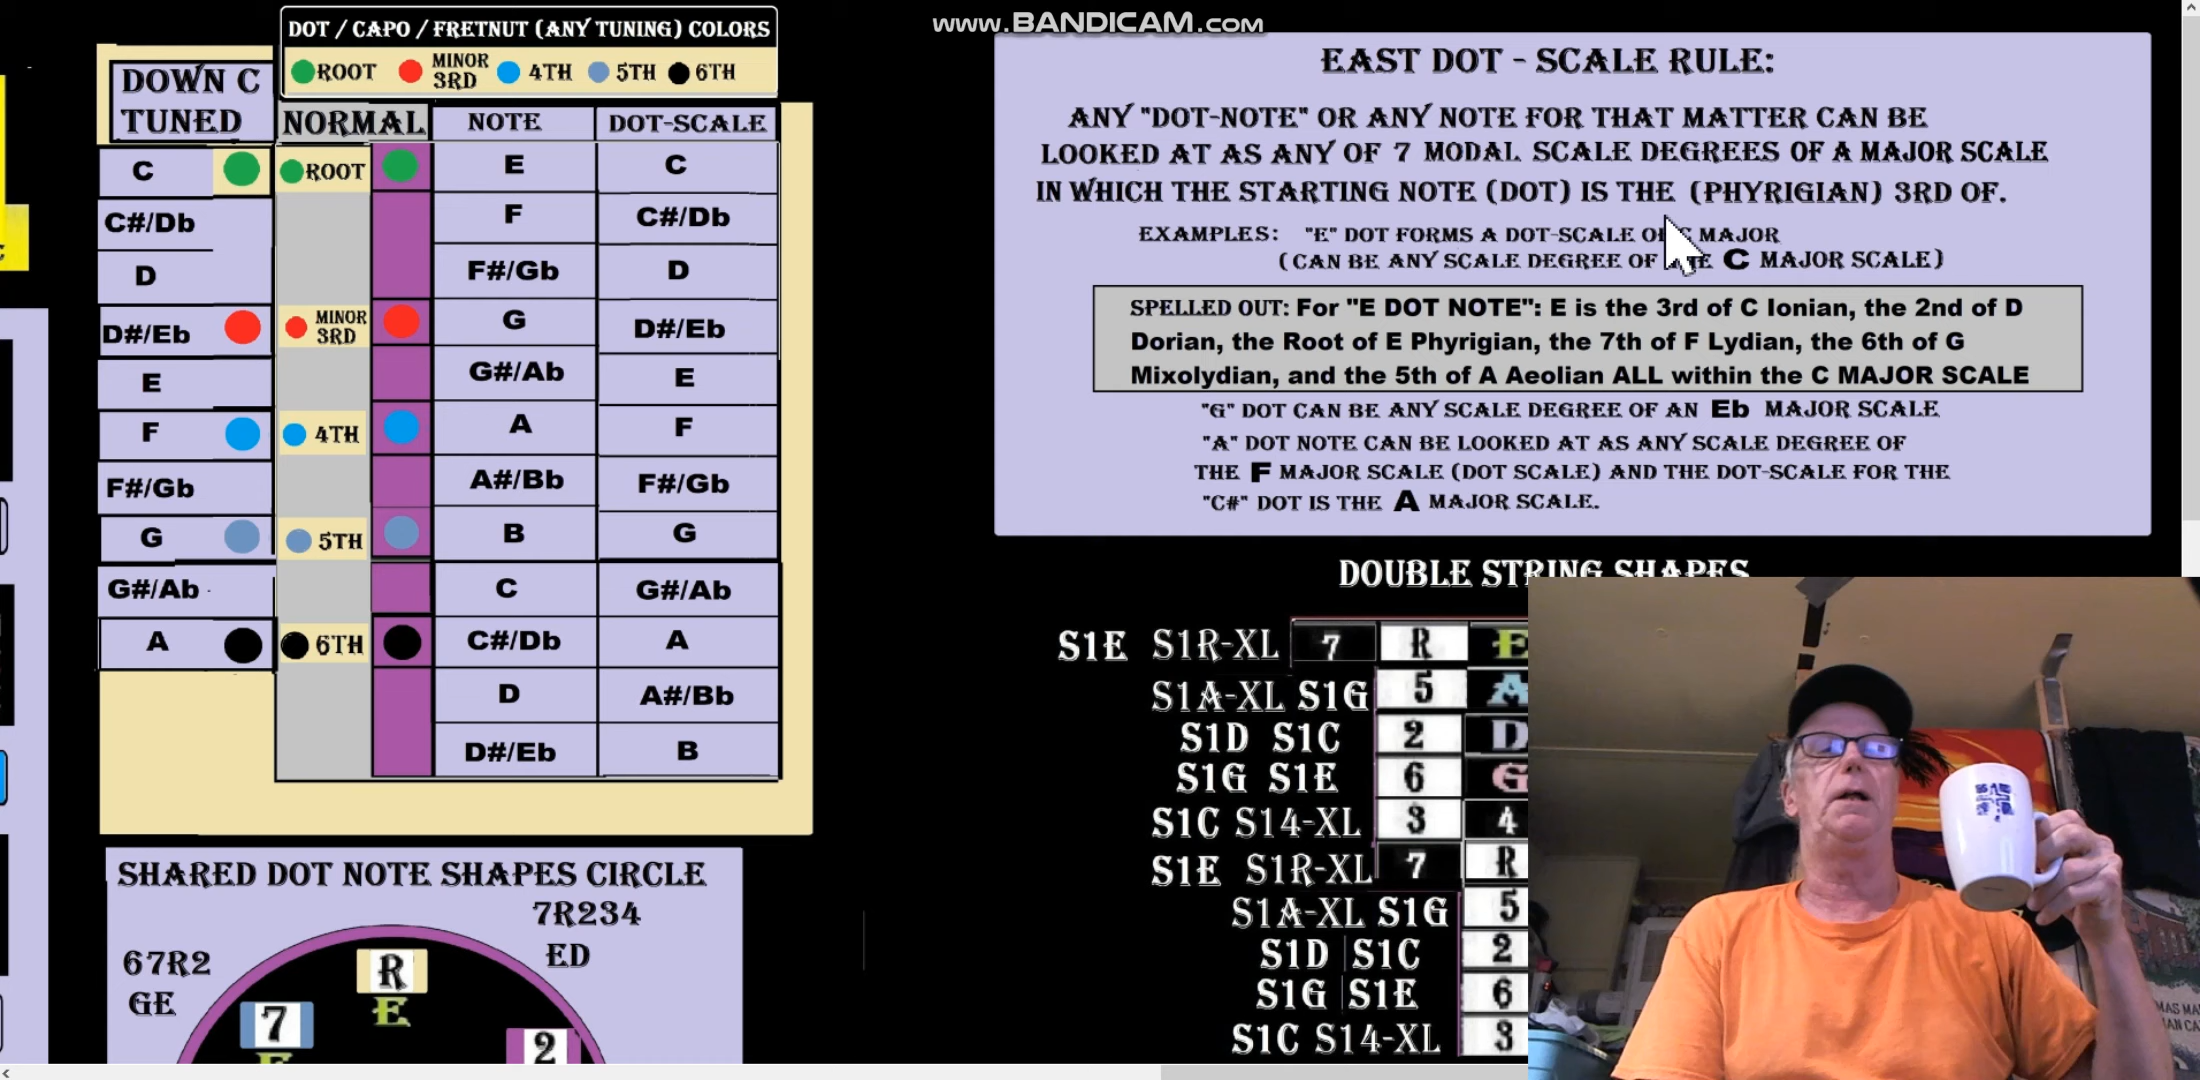 www.BANDICAM.com
DOT / CAPO / FRETNUT (ANY TUNING) COLORS
ROOT MINOR 3RD 4TH 5TH 6TH
DOWN C TUNED NORMAL NOTE DOT-SCALE
C ROOT E C
C#/Db F C#/Db
D F#/Gb D
D#/Eb MINOR 3RD G D#/Eb
E G#/Ab E
F 4TH A F
F#/Gb A#/Bb F#/Gb
G 5TH B G
G#/Ab C G#/Ab
A 6TH C#/Db A
D A#/Bb
D#/Eb B
EAST DOT - SCALE RULE:
ANY "DOT-NOTE" OR ANY NOTE FOR THAT MATTER CAN BE
LOOKED AT AS ANY OF 7 MODAL SCALE DEGREES OF A MAJOR SCALE
IN WHICH THE STARTING NOTE (DOT) IS THE (PHYRIGIAN) 3RD OF.
EXAMPLES: "E" DOT FORMS A DOT-SCALE OF C MAJOR
(CAN BE ANY SCALE DEGREE OF THE C MAJOR SCALE)
SPELLED OUT: For "E DOT NOTE": E is the 3rd of C Ionian, the 2nd of D
Dorian, the Root of E Phyrigian, the 7th of F Lydian, the 6th of G
Mixolydian, and the 5th of A Aeolian ALL within the C MAJOR SCALE
"G" DOT CAN BE ANY SCALE DEGREE OF AN Eb MAJOR SCALE
"A" DOT NOTE CAN BE LOOKED AT AS ANY SCALE DEGREE OF
THE F MAJOR SCALE (DOT SCALE) AND THE DOT-SCALE FOR THE
"C#" DOT IS THE A MAJOR SCALE.
DOUBLE STRING SHAPES
S1E S1R-XL 7 R E
S1A-XL S1G 5 A
S1D S1C 2 D
S1G S1E 6 G
S1C S14-XL 3 4
S1E S1R-XL 7 R
S1A-XL S1G 5
S1D S1C 2
S1G S1E 6
S1C S14-XL 3
SHARED DOT NOTE SHAPES CIRCLE
7R234
ED
67R2
GE
R
E
7
2